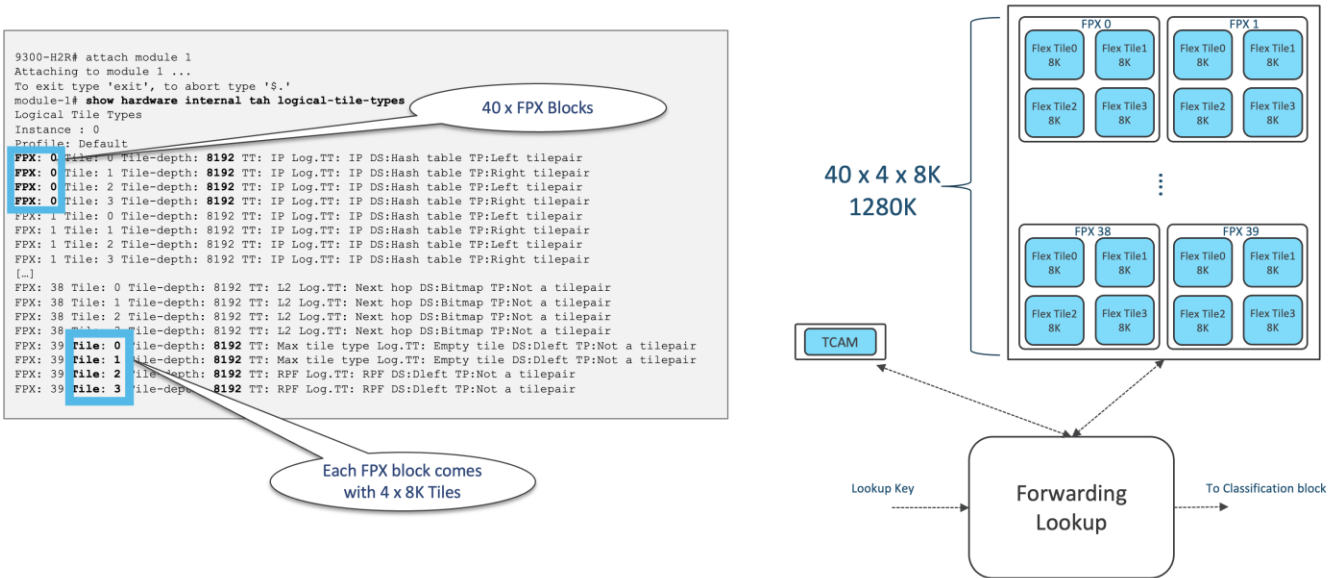 9300-H2R# attach module 1
Attaching to module 1 ...
To exit type 'exit', to abort type '$.'
module-1# show hardware internal tah logical-tile-types
Logical Tile Types
Instance : 0
Profile: Default
FPX: 0 Tile: 0 Tile-depth: 8192 TT: IP Log.TT: IP DS:Hash table TP:Left tilepair
FPX: 0 Tile: 1 Tile-depth: 8192 TT: IP Log.TT: IP DS:Hash table TP:Right tilepair
FPX: 0 Tile: 2 Tile-depth: 8192 TT: IP Log.TT: IP DS:Hash table TP:Left tilepair
FPX: 0 Tile: 3 Tile-depth: 8192 TT: IP Log.TT: IP DS:Hash table TP:Right tilepair
FPX: 1 Tile: 0 Tile-depth: 8192 TT: IP Log.TT: IP DS:Hash table TP:Left tilepair
FPX: 1 Tile: 1 Tile-depth: 8192 TT: IP Log.TT: IP DS:Hash table TP:Right tilepair
FPX: 1 Tile: 2 Tile-depth: 8192 TT: IP Log.TT: IP DS:Hash table TP:Left tilepair
FPX: 1 Tile: 3 Tile-depth: 8192 TT: IP Log.TT: IP DS:Hash table TP:Right tilepair
[…]
FPX: 38 Tile: 0 Tile-depth: 8192 TT: L2 Log.TT: Next hop DS:Bitmap TP:Not a tilepair
FPX: 38 Tile: 1 Tile-depth: 8192 TT: L2 Log.TT: Next hop DS:Bitmap TP:Not a tilepair
FPX: 38 Tile: 2 Tile-depth: 8192 TT: L2 Log.TT: Next hop DS:Bitmap TP:Not a tilepair
FPX: 38 Tile: 3 Tile-depth: 8192 TT: L2 Log.TT: Next hop DS:Bitmap TP:Not a tilepair
FPX: 39 Tile: 0 Tile-depth: 8192 TT: Max tile type Log.TT: Empty tile DS:Dleft TP:Not a tilepair
FPX: 39 Tile: 1 Tile-depth: 8192 TT: Max tile type Log.TT: Empty tile DS:Dleft TP:Not a tilepair
FPX: 39 Tile: 2 Tile-depth: 8192 TT: RPF Log.TT: RPF DS:Dleft TP:Not a tilepair
FPX: 39 Tile: 3 Tile-depth: 8192 TT: RPF Log.TT: RPF DS:Dleft TP:Not a tilepair
40 x FPX Blocks
Each FPX block comes
with 4 x 8K Tiles
40 x 4 x 8K
1280K
FPX 0
Flex Tile0
8K
Flex Tile1
8K
Flex Tile2
8K
Flex Tile3
8K
FPX 1
Flex Tile0
8K
Flex Tile1
8K
Flex Tile2
8K
Flex Tile3
8K
FPX 38
Flex Tile0
8K
Flex Tile1
8K
Flex Tile2
8K
Flex Tile3
8K
FPX 39
Flex Tile0
8K
Flex Tile1
8K
Flex Tile2
8K
Flex Tile3
8K
TCAM
Lookup Key
Forwarding
Lookup
To Classification block